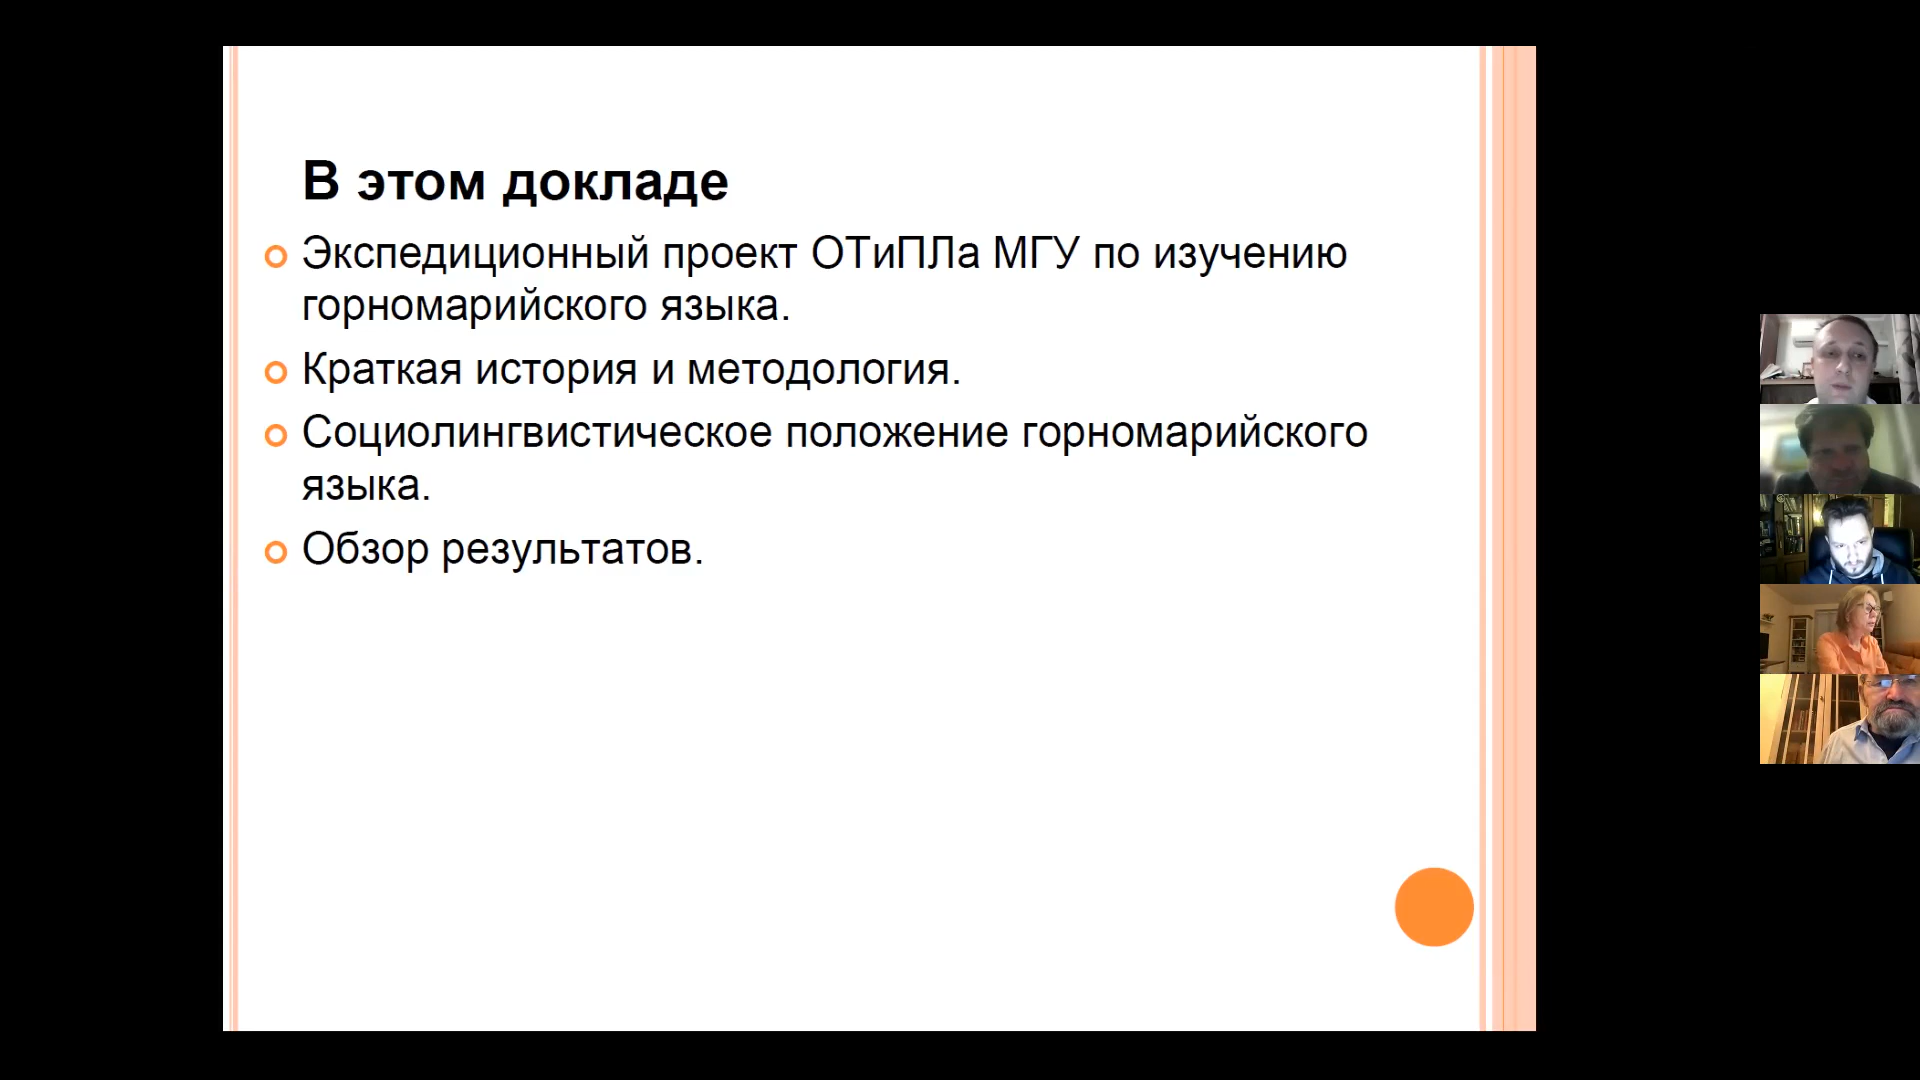 В этом докладе
Экспедиционный проект ОТиПЛа МГУ по изучению
горномарийского языка.
Краткая история и методология.
Социолингвистическое положение горномарийского
языка.
Обзор результатов.